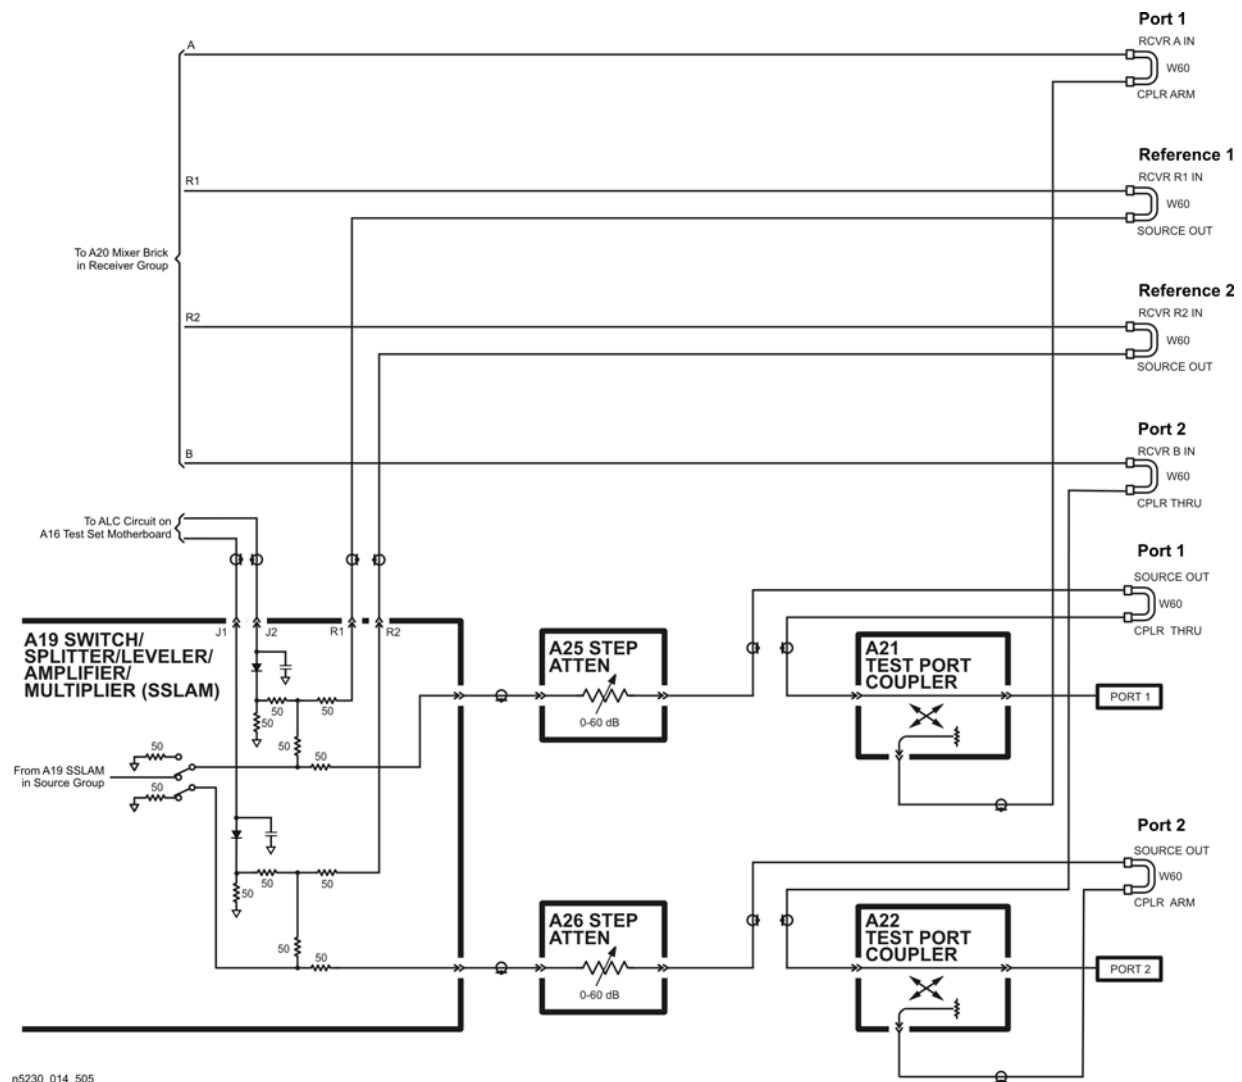 Port 1
A
RCVR A IN
W60
CPLR ARM
Reference 1
R1
RCVR R1 IN
W60
SOURCE OUT
To A20 Mixer Brick
in Receiver Group
Reference 2
R2
RCVR R2 IN
W60
SOURCE OUT
Port 2
B
RCVR B IN
W60
CPLR THRU
To ALC Circuit on
A16 Test Set Motherboard
Port 1
SOURCE OUT
W60
CPLR THRU
J1
J2
R1
R2
A19 SWITCH/
SPLITTER/LEVELER/
AMPLIFIER/
MULTIPLIER (SSLAM)
A25 STEP
ATTEN
0-60 dB
A21
TEST PORT
COUPLER
PORT 1
50
50
50
50
50
50
From A19 SSLAM
in Source Group
50
50
50
50
50
50
Port 2
SOURCE OUT
W60
CPLR ARM
A26 STEP
ATTEN
0-60 dB
A22
TEST PORT
COUPLER
PORT 2
n5230_014_505